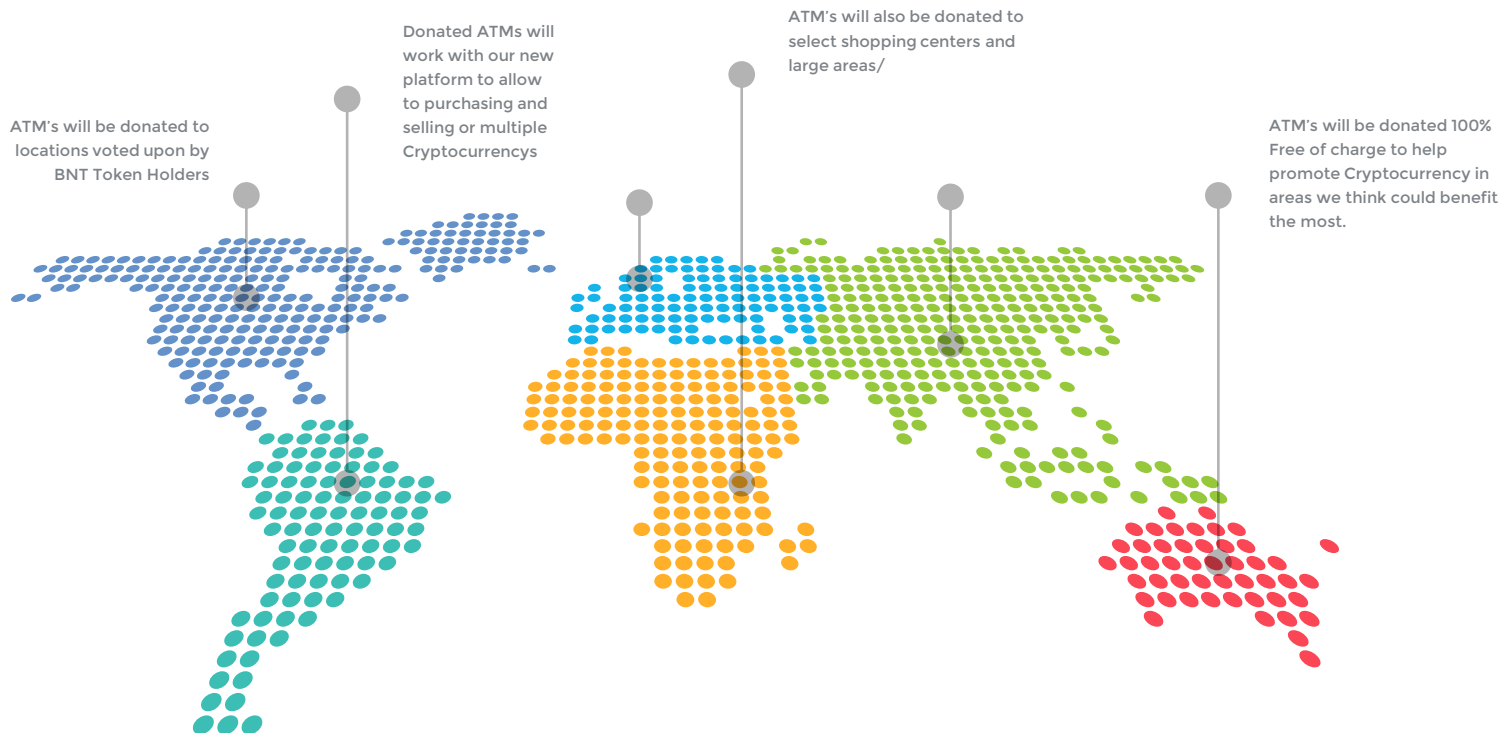 ATM's will be donated to
locations voted upon by
BNT Token Holders
Donated ATMs will
work with our new
platform to allow
to purchasing and
selling or multiple
Cryptocurrencys
ATM's will also be donated to
select shopping centers and
large areas/
ATM's will be donated 100%
Free of charge to help
promote Cryptocurrency in
areas we think could benefit
the most.